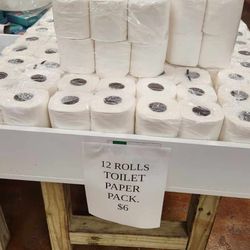 12 ROLLS
TOILET
PAPER
PACK.
$6